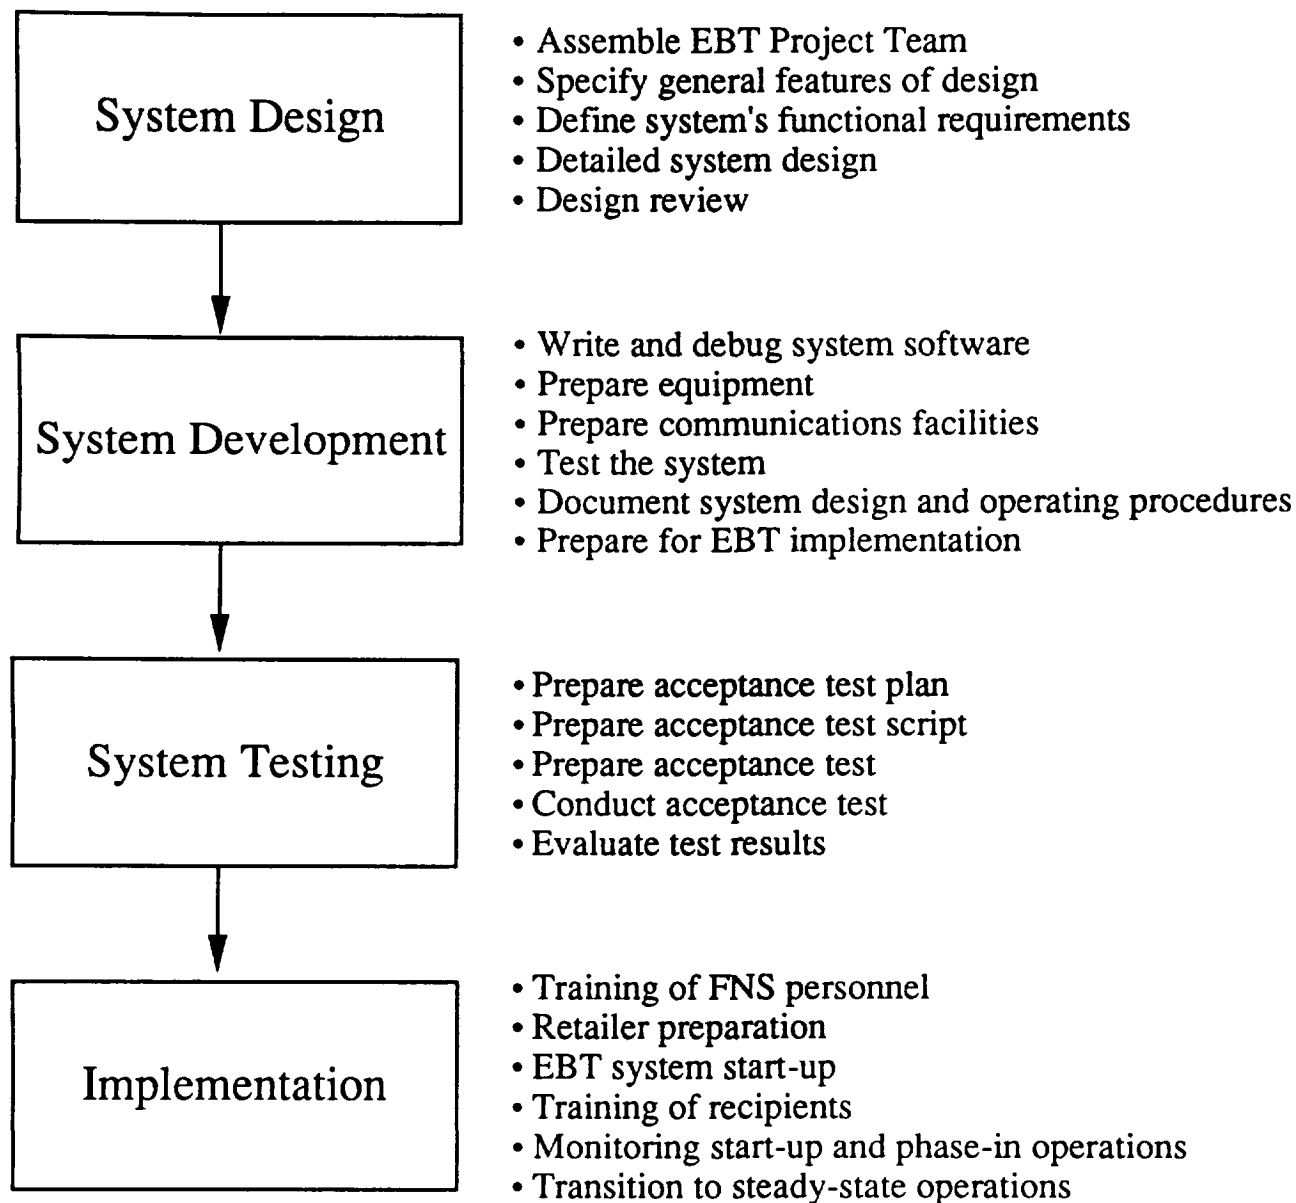 System Design
• Assemble EBT Project Team
• Specify general features of design
• Define system's functional requirements
• Detailed system design
• Design review
System Development
• Write and debug system software
• Prepare equipment
• Prepare communications facilities
• Test the system
• Document system design and operating procedures
• Prepare for EBT implementation
System Testing
• Prepare acceptance test plan
• Prepare acceptance test script
• Prepare acceptance test
• Conduct acceptance test
• Evaluate test results
Implementation
• Training of FNS personnel
• Retailer preparation
• EBT system start-up
• Training of recipients
• Monitoring start-up and phase-in operations
• Transition to steady-state operations